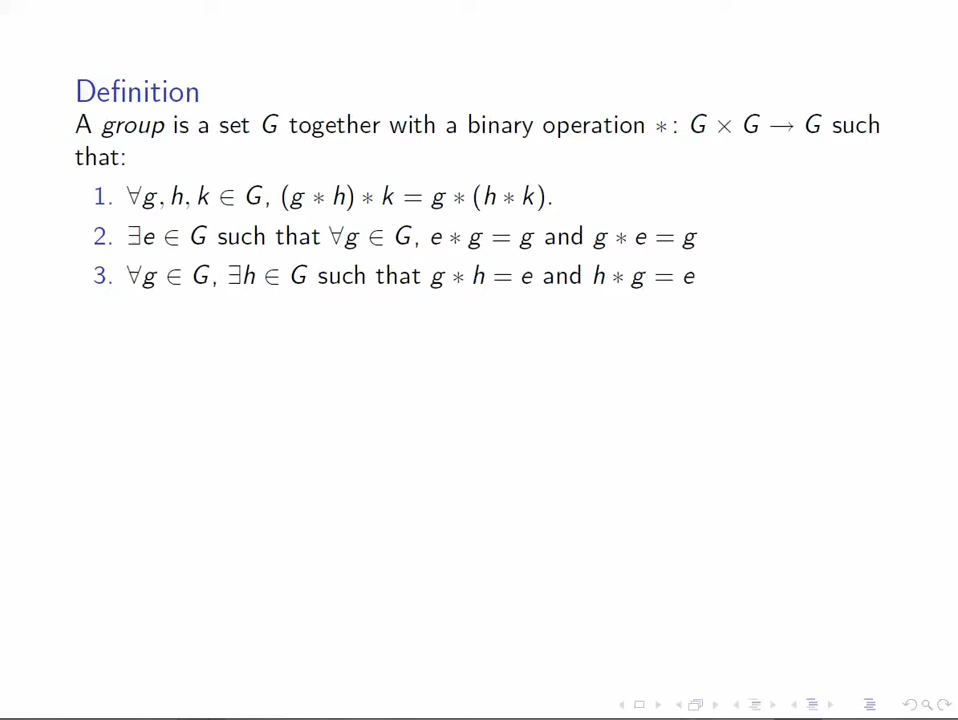 Definition
A group is a set G together with a binary operation ∗: G × G → G such
that:
1. ∀g, h, k ∈ G, (g ∗ h) ∗ k = g ∗ (h ∗ k).
2. ∃e ∈ G such that ∀g ∈ G, e ∗ g = g and g ∗ e = g
3. ∀g ∈ G, ∃h ∈ G such that g ∗ h = e and h ∗ g = e